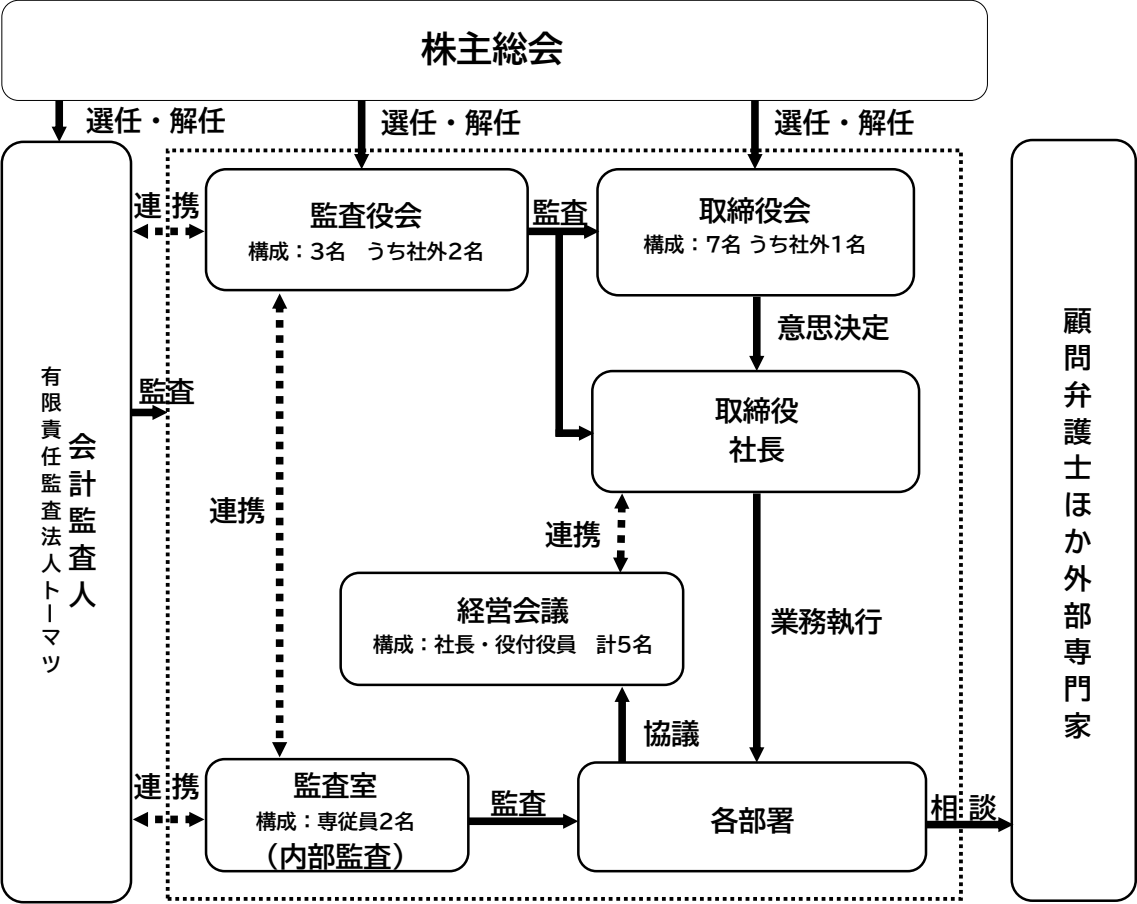 株主総会
選任・解任
選任・解任
選任・解任
連携
監査役会
構成：3名　うち社外2名
監査
取締役会
構成：7名 うち社外1名
意思決定
監査
取締役
社長
会計監査人
有限責任監査法人トーマツ
顧問弁護士ほか外部専門家
連携
連携
経営会議
構成：社長・役付役員　計5名
業務執行
協議
連携
監査室
構成：専従員2名
（内部監査）
監査
各部署
相談